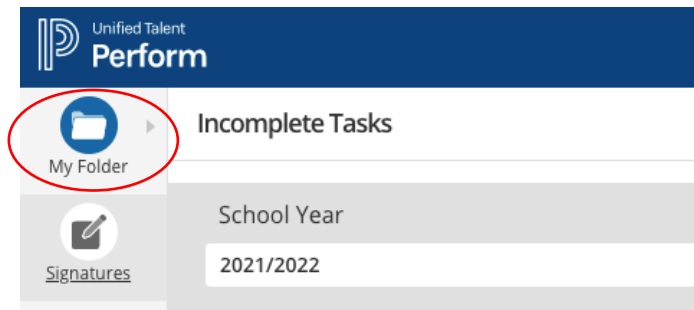 Unified Talent
Perform
My Folder
Incomplete Tasks
Signatures
School Year
2021/2022